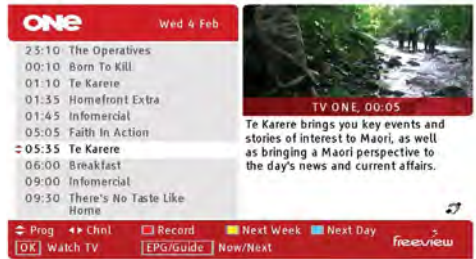 ONE
Wed 4 Feb
23:10 The Operatives
00:10 Born To Kill
01:10 Te Karere
01:35 Homefront Extra
01:45 Infomercial
05:05 Faith In Action
05:35 Te Karere
06:00 Breakfast
09:00 Infomercial
09:30 There's No Taste Like
Home
TV ONE, 00:05
Te Karere brings you key events and
stories of interest to Maori, as well
as bringing a Maori perspective to
the day's news and current affairs.
Prog Chnl Record Next Week Next Day
OK Watch TV EPG/Guide Now/Next
freeview